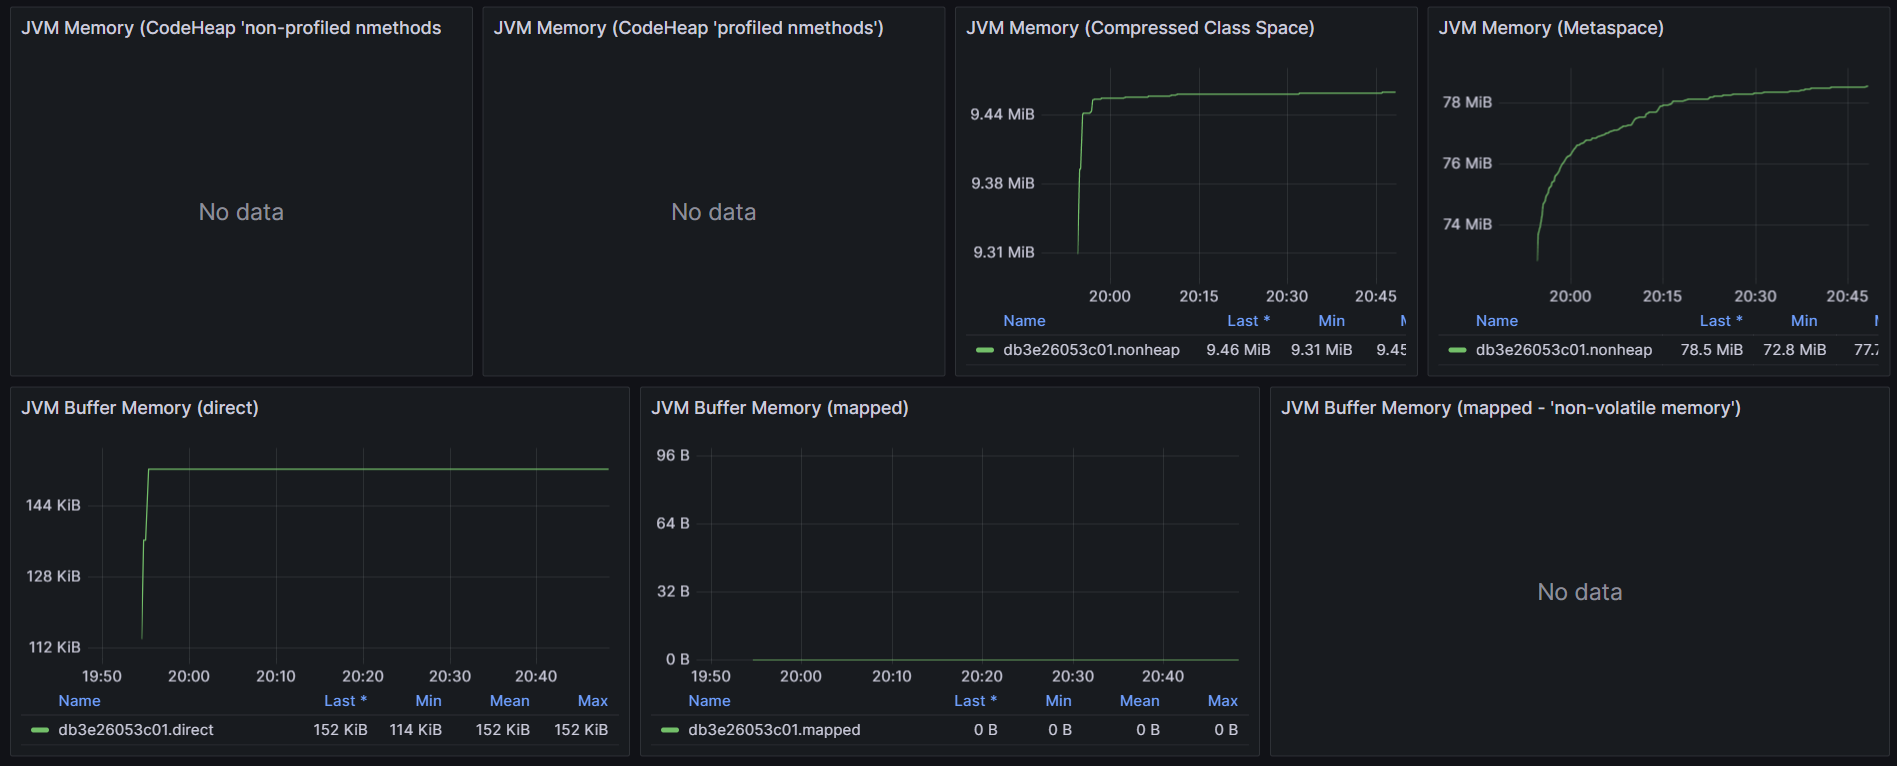 JVM Memory (CodeHeap 'non-profiled nmethods
No data
JVM Memory (CodeHeap 'profiled nmethods')
No data
JVM Memory (Compressed Class Space)
9.44 MiB
9.38 MiB
9.31 MiB
20:00 20:15 20:30 20:45
Name Last * Min
db3e26053c01.nonheap 9.46 MiB 9.31 MiB 9.45
JVM Memory (Metaspace)
78 MiB
76 MiB
74 MiB
20:00 20:15 20:30 20:45
Name Last * Min
db3e26053c01.nonheap 78.5 MiB 72.8 MiB 77.7
JVM Buffer Memory (direct)
144 KiB
128 KiB
112 KiB
19:50 20:00 20:10 20:20 20:30 20:40
Name Last * Min Mean Max
db3e26053c01.direct 152 KiB 114 KiB 152 KiB 152 KiB
JVM Buffer Memory (mapped)
96 B
64 B
32 B
0 B
19:50 20:00 20:10 20:20 20:30 20:40
Name Last * Min Mean Max
db3e26053c01.mapped 0 B 0 B 0 B 0 B
JVM Buffer Memory (mapped - 'non-volatile memory')
No data